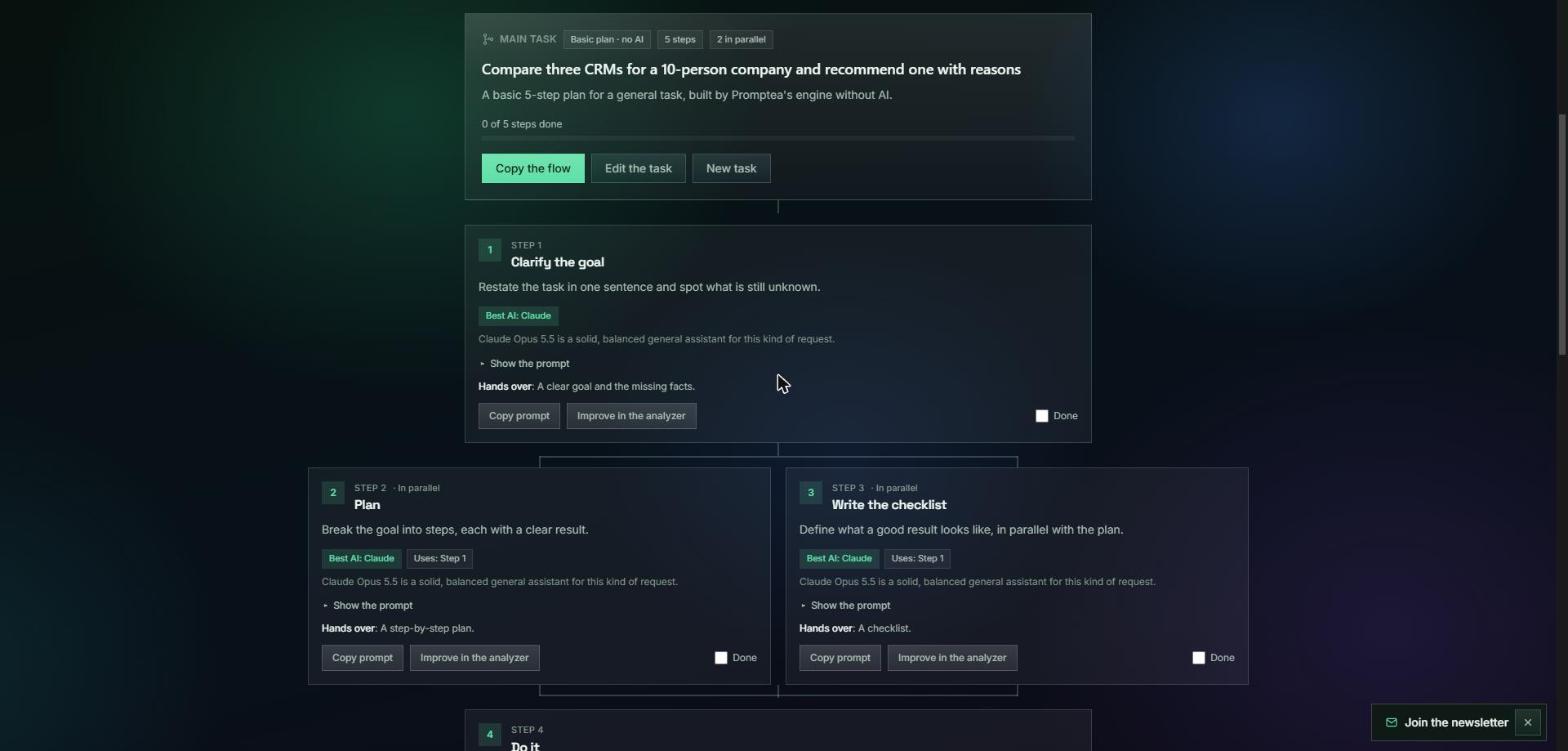 MAIN TASK Basic plan · no AI 5 steps 2 in parallel
Compare three CRMs for a 10-person company and recommend one with reasons
A basic 5-step plan for a general task, built by Promptea's engine without AI.
0 of 5 steps done
Copy the flow Edit the task New task
1 STEP 1
Clarify the goal
Restate the task in one sentence and spot what is still unknown.
Best AI: Claude
Claude Opus 5.5 is a solid, balanced general assistant for this kind of request.
Show the prompt
Hands over: A clear goal and the missing facts.
Copy prompt Improve in the analyzer Done
2 STEP 2 · In parallel
Plan
Break the goal into steps, each with a clear result.
Best AI: Claude Uses: Step 1
Claude Opus 5.5 is a solid, balanced general assistant for this kind of request.
Show the prompt
Hands over: A step-by-step plan.
Copy prompt Improve in the analyzer Done
3 STEP 3 · In parallel
Write the checklist
Define what a good result looks like, in parallel with the plan.
Best AI: Claude Uses: Step 1
Claude Opus 5.5 is a solid, balanced general assistant for this kind of request.
Show the prompt
Hands over: A checklist.
Copy prompt Improve in the analyzer Done
4 STEP 4
Do it
Join the newsletter